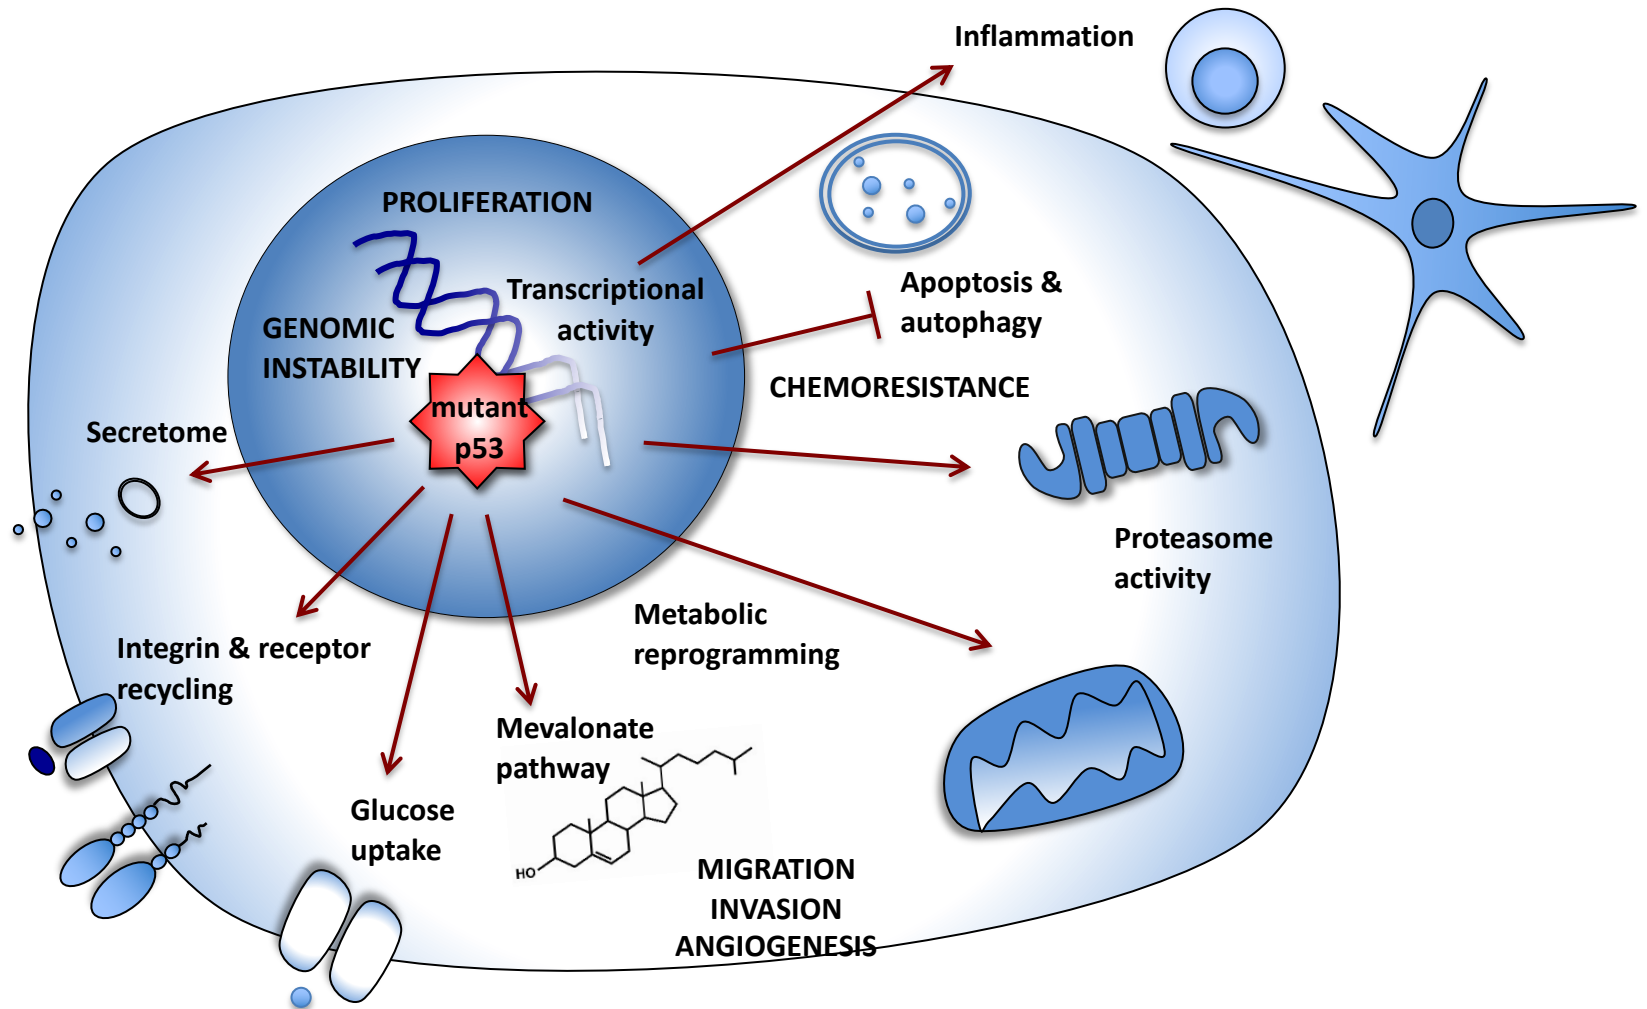 Inflammation
PROLIFERATION
Transcriptional
activity
GENOMIC
INSTABILITY
mutant
p53
Apoptosis &
autophagy
CHEMORESISTANCE
Secretome
Proteasome
activity
Metabolic
reprogramming
Integrin & receptor
recycling
Mevalonate
pathway
Glucose
uptake
HO
MIGRATION
INVASION
ANGIOGENESIS